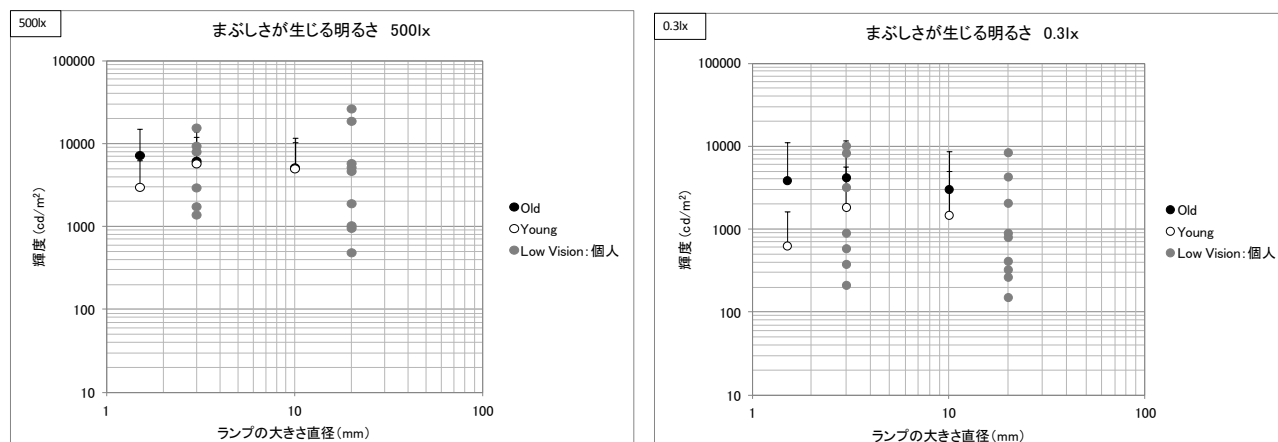 500lx
まぶしさが生じる明るさ 500lx
100000
10000
1000
100
10
1
10
100
輝度(cd/m²)
ランプの大きさ直径(mm)
Old
Young
Low Vision:個人
0.3lx
まぶしさが生じる明るさ 0.3lx
100000
10000
1000
100
10
1
10
100
輝度(cd/m²)
ランプの大きさ直径(mm)
Old
Young
Low Vision:個人